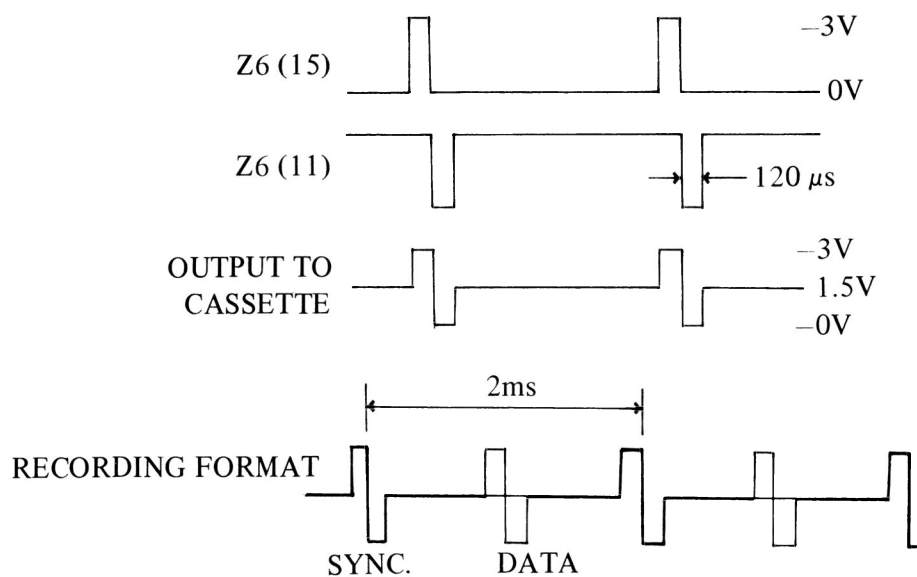 Z6 (15)
–3V
0V
Z6 (11)
120 μs
OUTPUT TO
CASSETTE
–3V
1.5V
–0V
2ms
RECORDING FORMAT
SYNC.
DATA